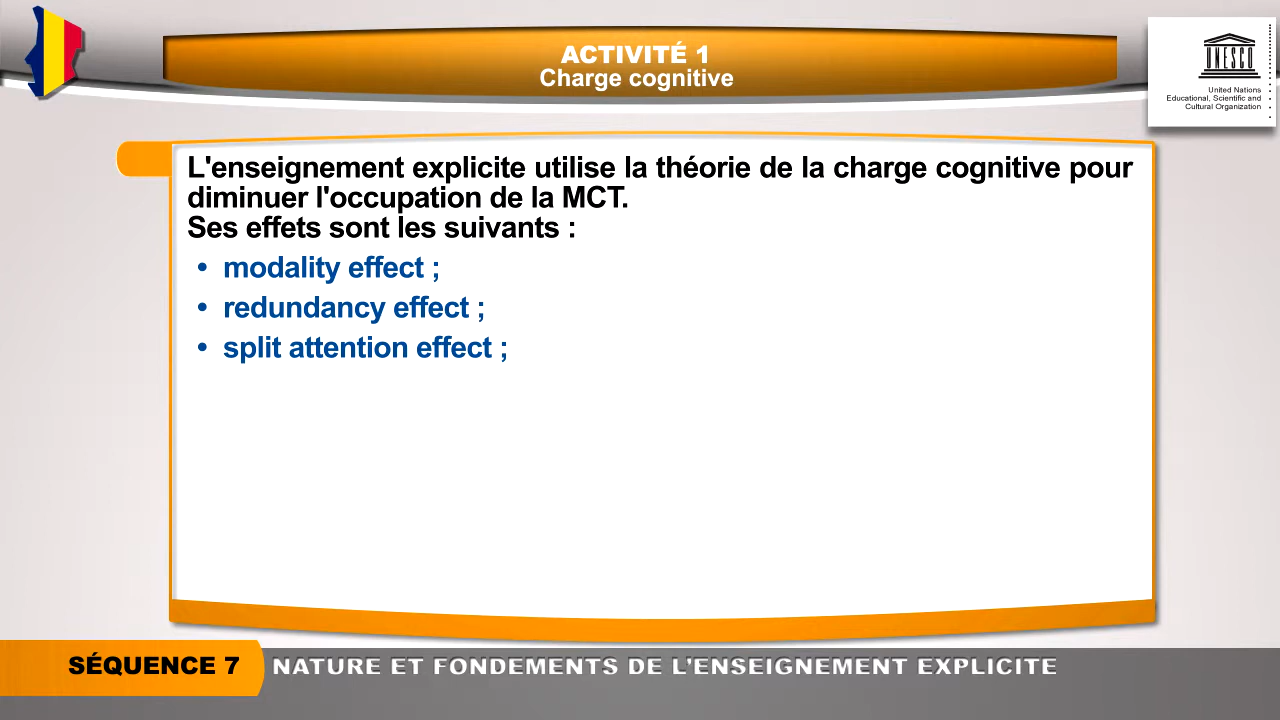 ACTIVITÉ 1
Charge cognitive
UNESCO
United Nations
Educational, Scientific and
Cultural Organization
L'enseignement explicite utilise la théorie de la charge cognitive pour
diminuer l'occupation de la MCT.
Ses effets sont les suivants :
• modality effect ;
• redundancy effect ;
• split attention effect ;
SÉQUENCE 7
NATURE ET FONDEMENTS DE L'ENSEIGNEMENT EXPLICITE